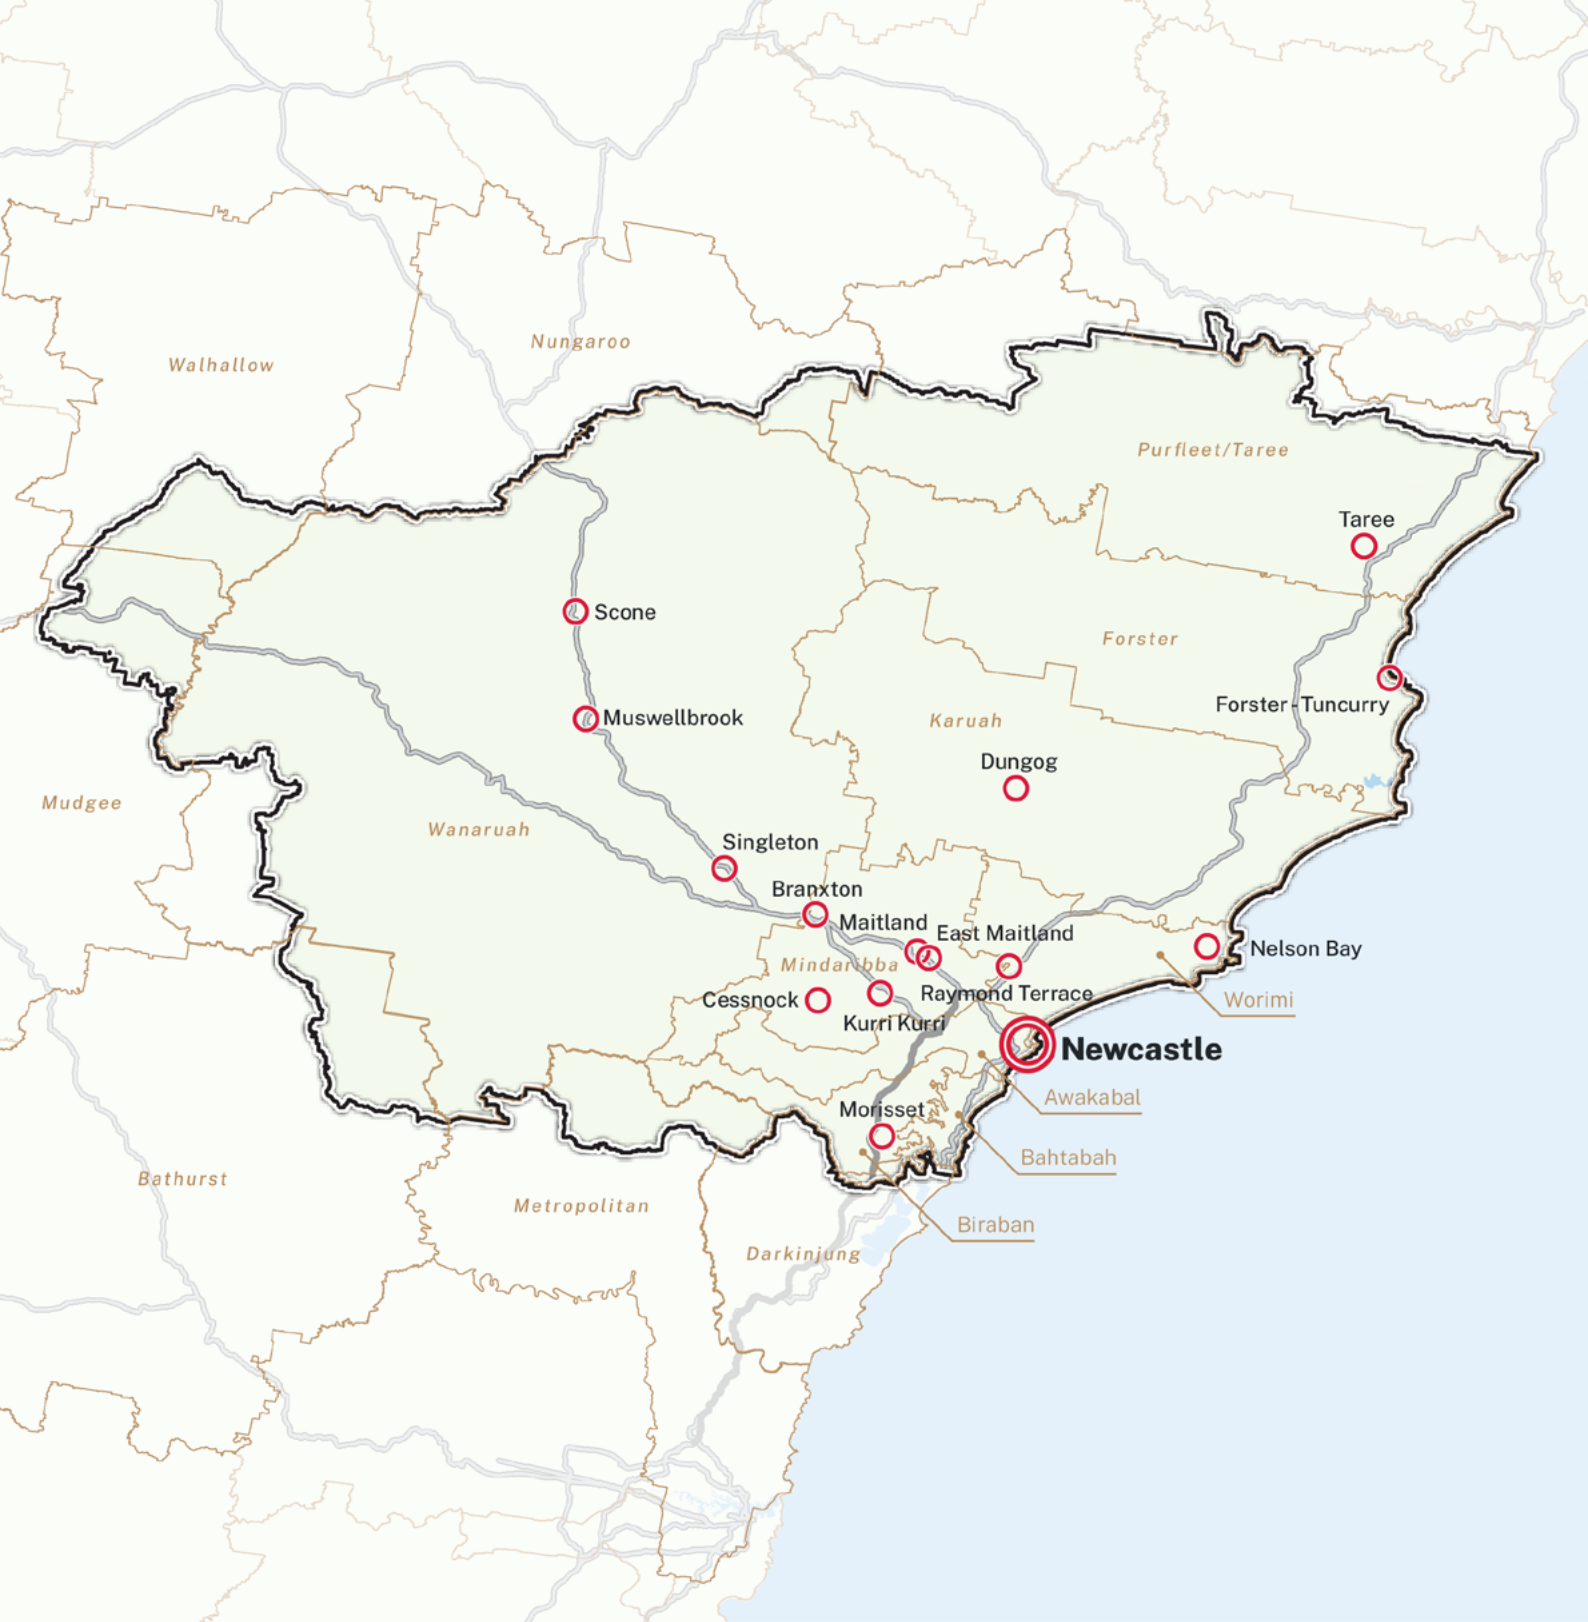 Nungaroo
Walhallow
Purfleet/Taree
Taree
Scone
Forster
Forster-Tuncurry
Muswellbrook
Karuah
Dungog
Mudgee
Wanaruah
Singleton
Branxton
Maitland
East Maitland
Nelson Bay
Mindaribba
Cessnock
Raymond Terrace
Worimi
Kurri Kurri
Newcastle
Awakabal
Morisset
Bahtabah
Bathurst
Metropolitan
Biraban
Darkinjung